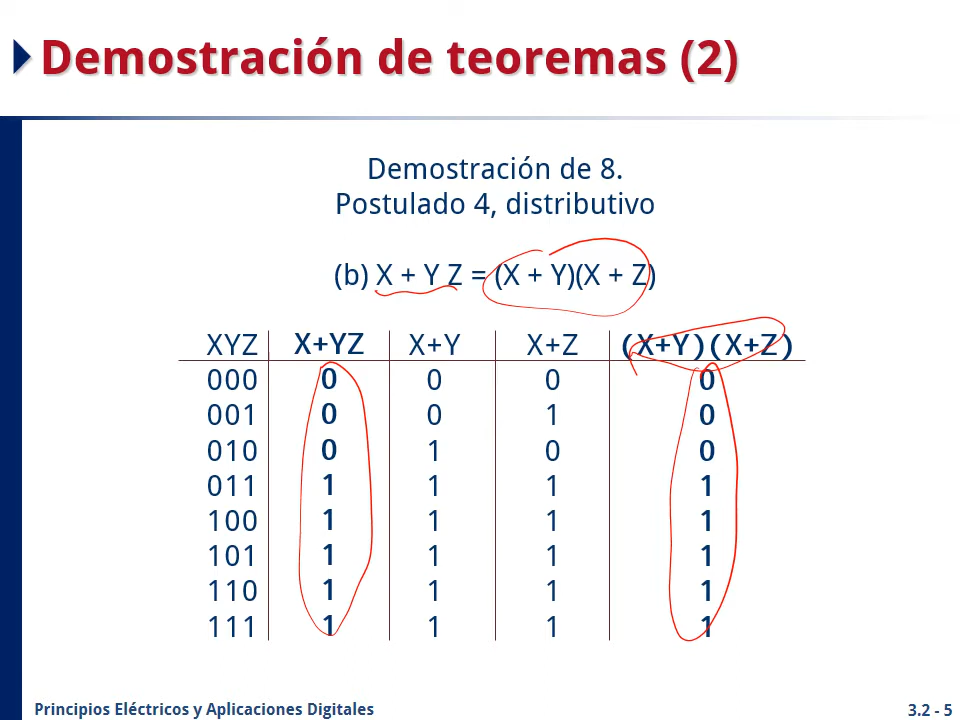 Demostración de teoremas (2)
Demostración de 8.
Postulado 4, distributivo
(b) X + Y Z = (X + Y)(X + Z)
XYZ X+YZ X+Y X+Z (X+Y)(X+Z)
000 0 0 0 0
001 0 0 1 0
010 0 1 0 0
011 1 1 1 1
100 1 1 1 1
101 1 1 1 1
110 1 1 1 1
111 1 1 1 1
Principios Eléctricos y Aplicaciones Digitales
3.2 - 5